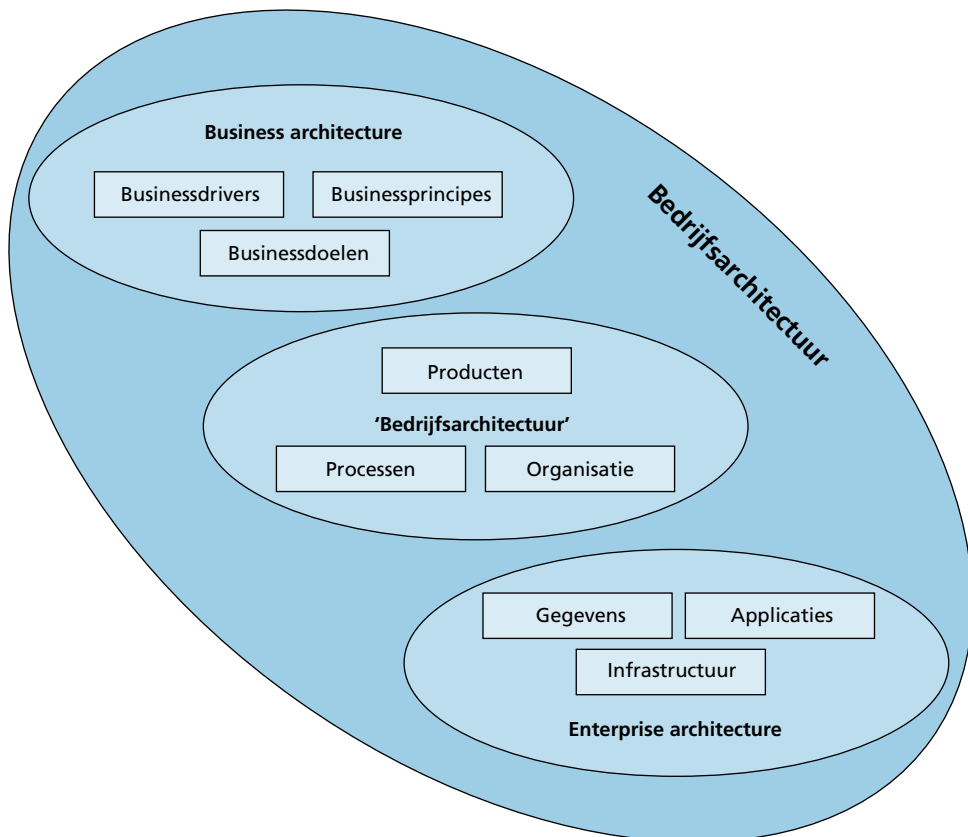 Business architecture
Businessdrivers
Businessprincipes
Businessdoelen
Bedrijfsarchitectuur
Producten
‘Bedrijfsarchitectuur’
Processen
Organisatie
Gegevens
Applicaties
Infrastructuur
Enterprise architecture